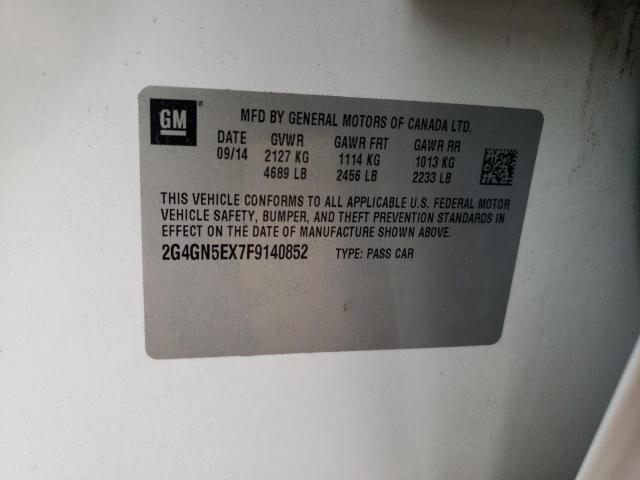 GM
MFD BY GENERAL MOTORS OF CANADA LTD.
DATE GVWR GAWR FRT GAWR RR
09/14 2127 KG 1114 KG 1013 KG
4689 LB 2456 LB 2233 LB
THIS VEHICLE CONFORMS TO ALL APPLICABLE U.S. FEDERAL MOTOR
VEHICLE SAFETY, BUMPER, AND THEFT PREVENTION STANDARDS IN
EFFECT ON THE DATE OF MANUFACTURE SHOWN ABOVE.
2G4GN5EX7F9140852 TYPE: PASS CAR